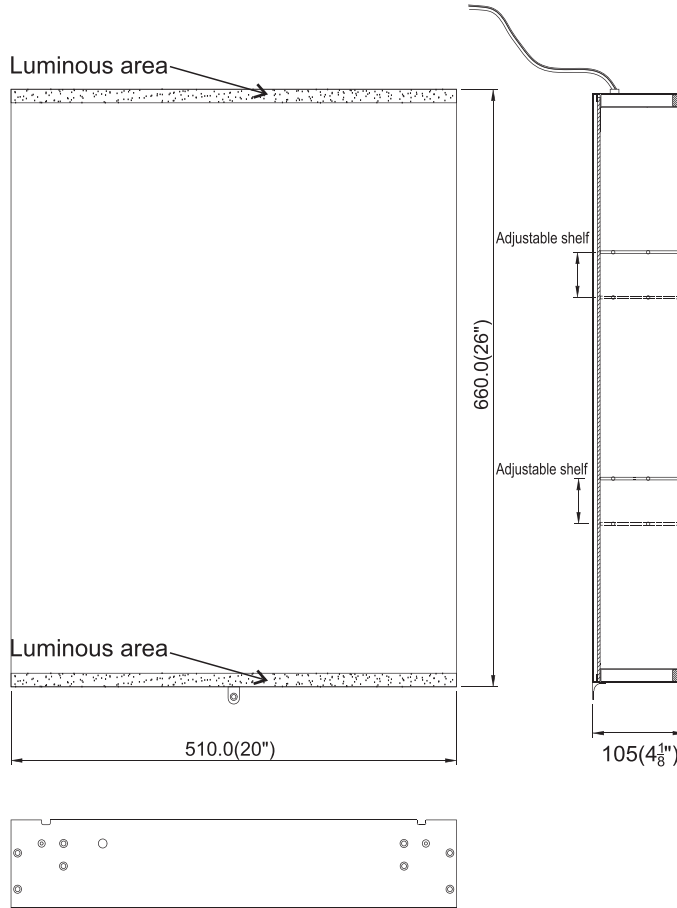 Luminous area
Adjustable shelf
660.0(26")
Adjustable shelf
Luminous area
510.0(20")
105(4⅛")